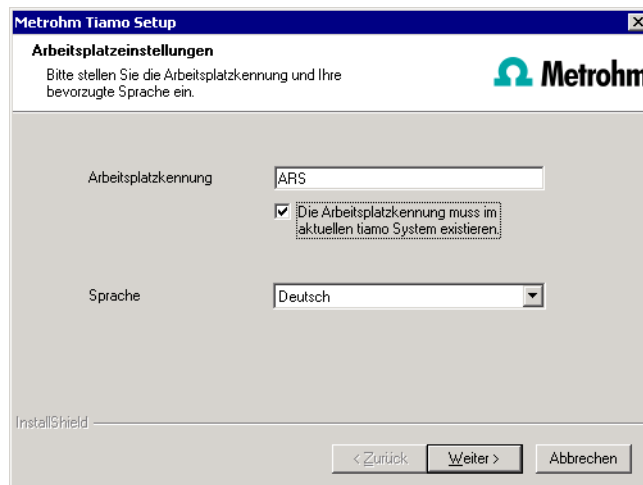 Metrohm Tiamo Setup
Arbeitsplatzeinstellungen
Bitte stellen Sie die Arbeitsplatzkennung und Ihre
bevorzugte Sprache ein.
Metrohm
Arbeitsplatzkennung
ARS
Die Arbeitsplatzkennung muss im
aktuellen tiamo System existieren.
Sprache
Deutsch
InstallShield
< Zurück
Weiter >
Abbrechen